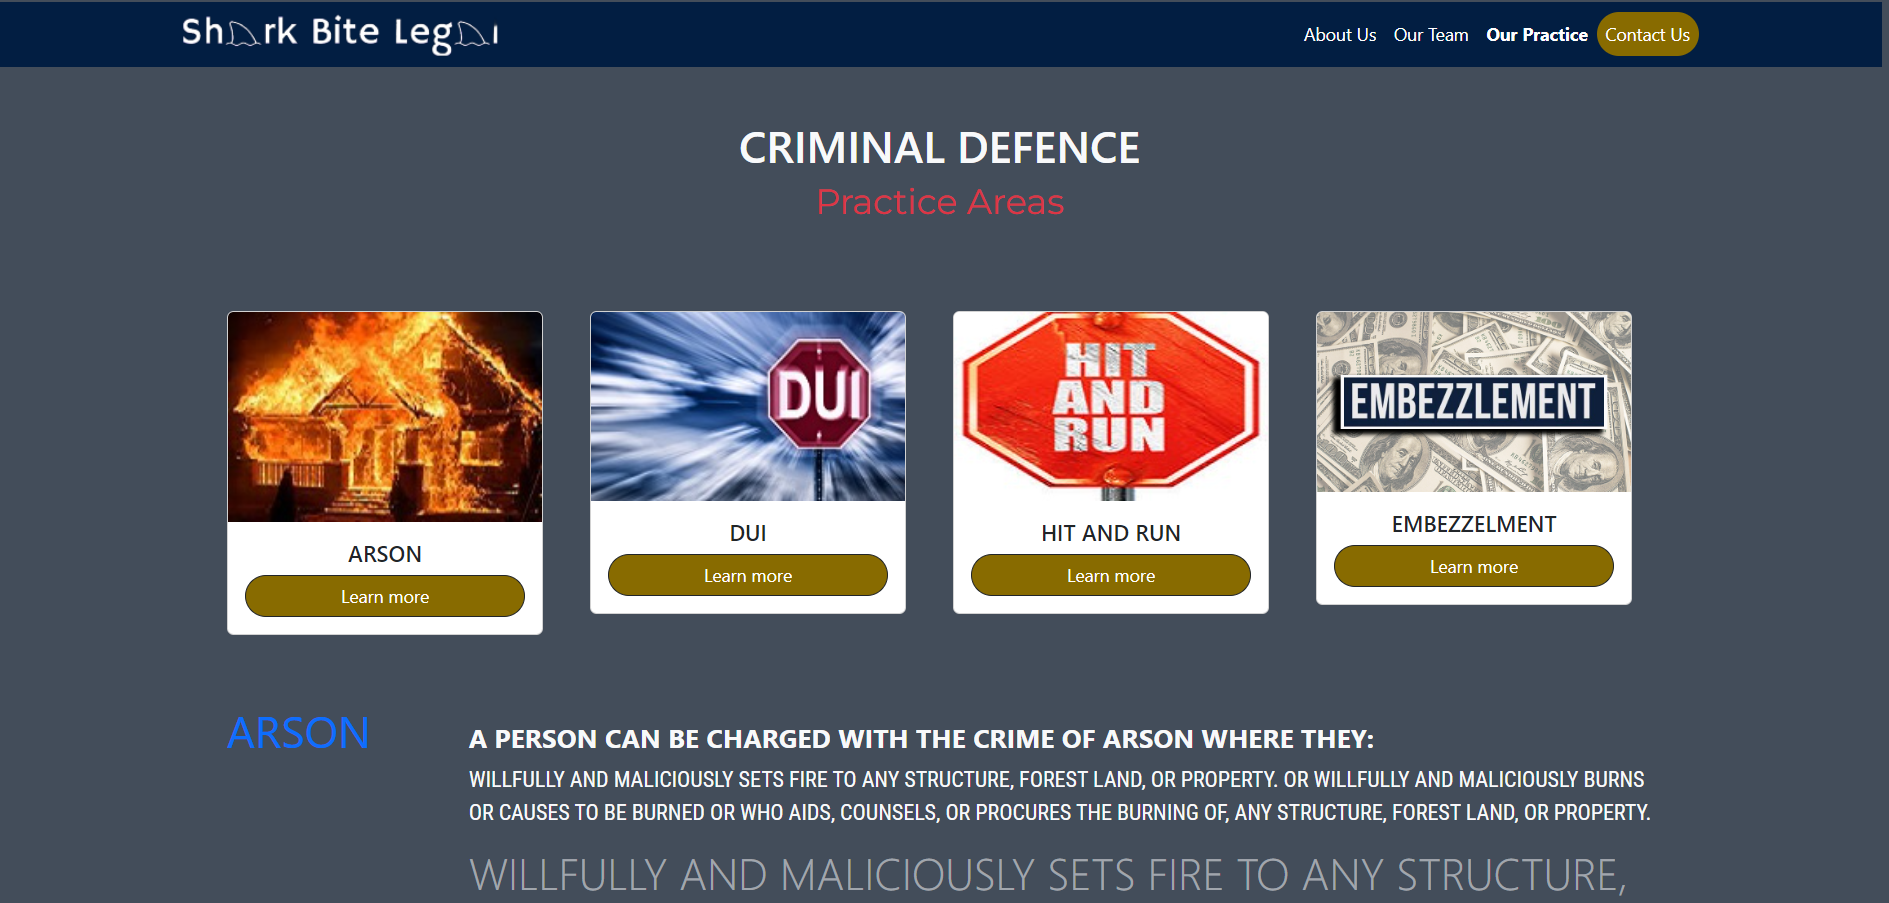 Shark Bite Legal
About Us Our Team Our Practice Contact Us
CRIMINAL DEFENCE
Practice Areas
DUI
HIT
AND
RUN
EMBEZZLEMENT
ARSON
Learn more
DUI
Learn more
HIT AND RUN
Learn more
EMBEZZELMENT
Learn more
ARSON
A PERSON CAN BE CHARGED WITH THE CRIME OF ARSON WHERE THEY:
WILLFULLY AND MALICIOUSLY SETS FIRE TO ANY STRUCTURE, FOREST LAND, OR PROPERTY. OR WILLFULLY AND MALICIOUSLY BURNS
OR CAUSES TO BE BURNED OR WHO AIDS, COUNSELS, OR PROCURES THE BURNING OF, ANY STRUCTURE, FOREST LAND, OR PROPERTY.
WILLFULLY AND MALICIOUSLY SETS FIRE TO ANY STRUCTURE,